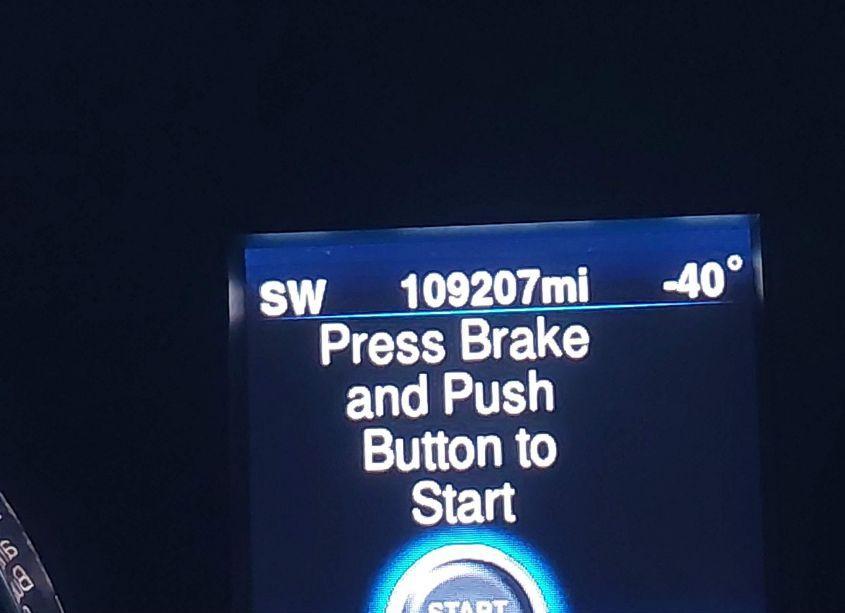 SW 109207mi -40°
Press Brake
and Push
Button to
Start
START